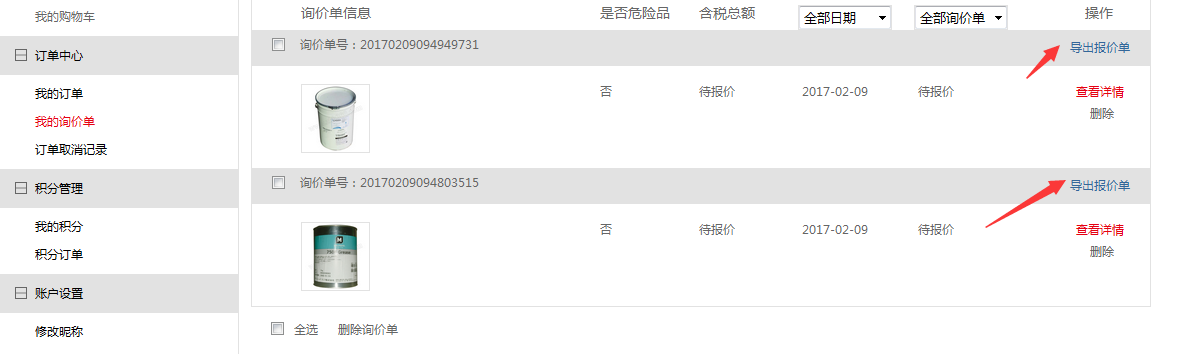 我的购物车
订单中心
我的订单
我的询价单
订单取消记录
积分管理
我的积分
积分订单
账户设置
修改昵称
询价单信息 是否危险品 含税总额 全部日期 全部询价单 操作
询价单号：20170209094949731 导出报价单
否 待报价 2017-02-09 待报价 查看详情
删除
询价单号：20170209094803515 导出报价单
否 待报价 2017-02-09 待报价 查看详情
删除
全选 删除询价单